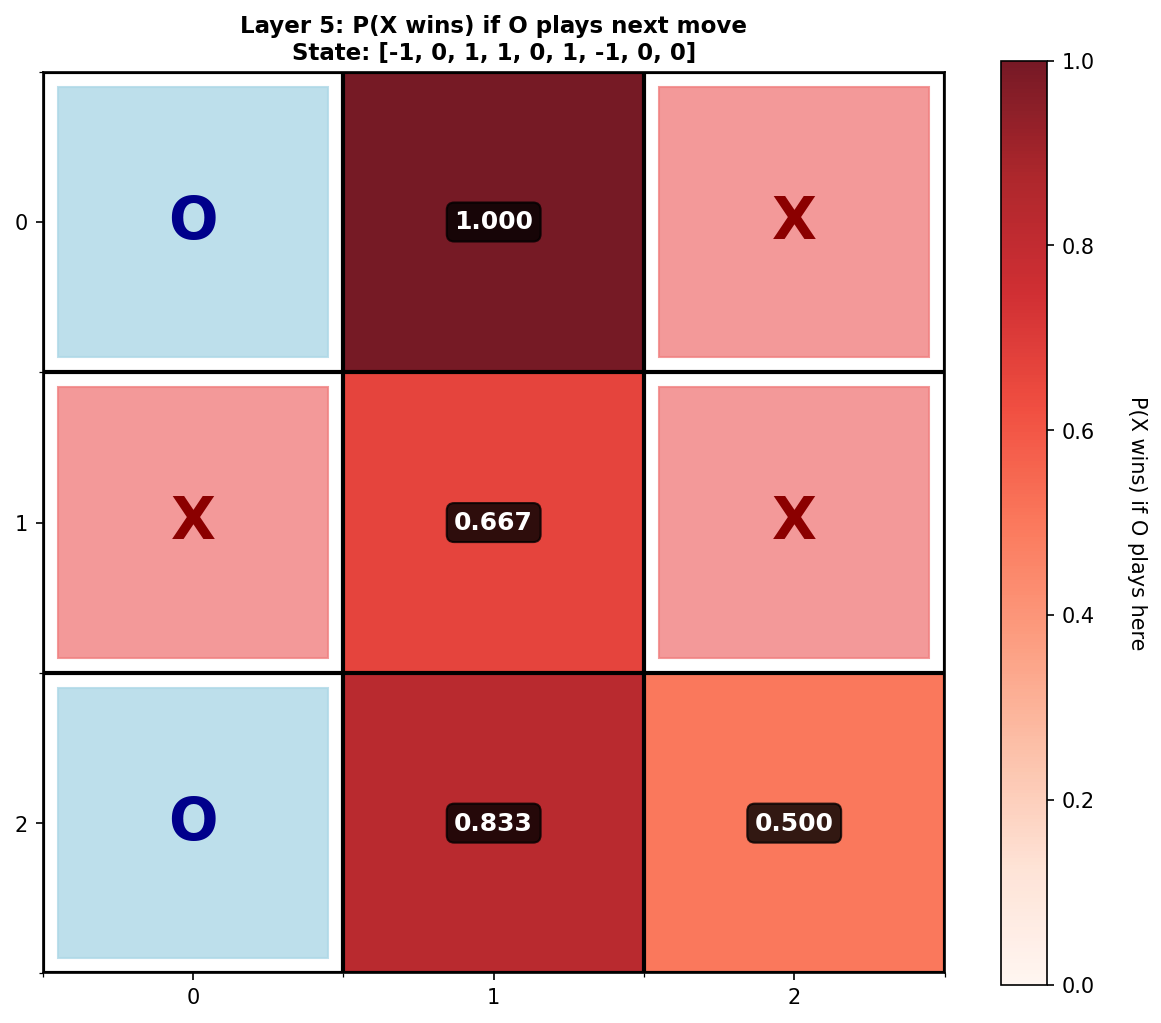 Layer 5: P(X wins) if O plays next move
State: [-1, 0, 1, 1, 0, 1, -1, 0, 0]
0
O
1.000
X
1
X
0.667
X
2
O
0.833
0.500
0
1
2
1.0
0.8
0.6
0.4
0.2
0.0
P(X wins) if O plays here